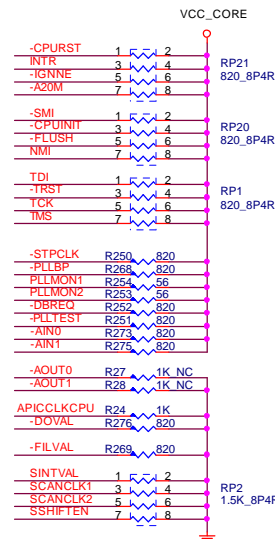 VCC_CORE
-CPURST 1 2
INTR 3 4 RP21
-IGNNE 5 6 820_8P4R
-A20M 7 8
-SMI 1 2
-CPUINIT 3 4 RP20
-FLUSH 5 6 820_8P4R
NMI 7 8
TDI 1 2
-TRST 3 4 RP1
TCK 5 6 820_8P4R
TMS 7 8
-STPCLK R250 820
-PLLBP R268 820
PLLMON1 R254 56
PLLMON2 R253 56
-DBREQ R252 820
-PLLTEST R251 820
-AIN0 R273 820
-AIN1 R275 820
-AOUT0 R27 1K_NC
-AOUT1 R28 1K_NC
APICCLKCPU R24 1K
-DOVAL R276 820
-FILVAL R269 820
SINTVAL 1 2
SCANCLK1 3 4 RP2
SCANCLK2 5 6 1.5K_8P4R
SSHIFTEN 7 8